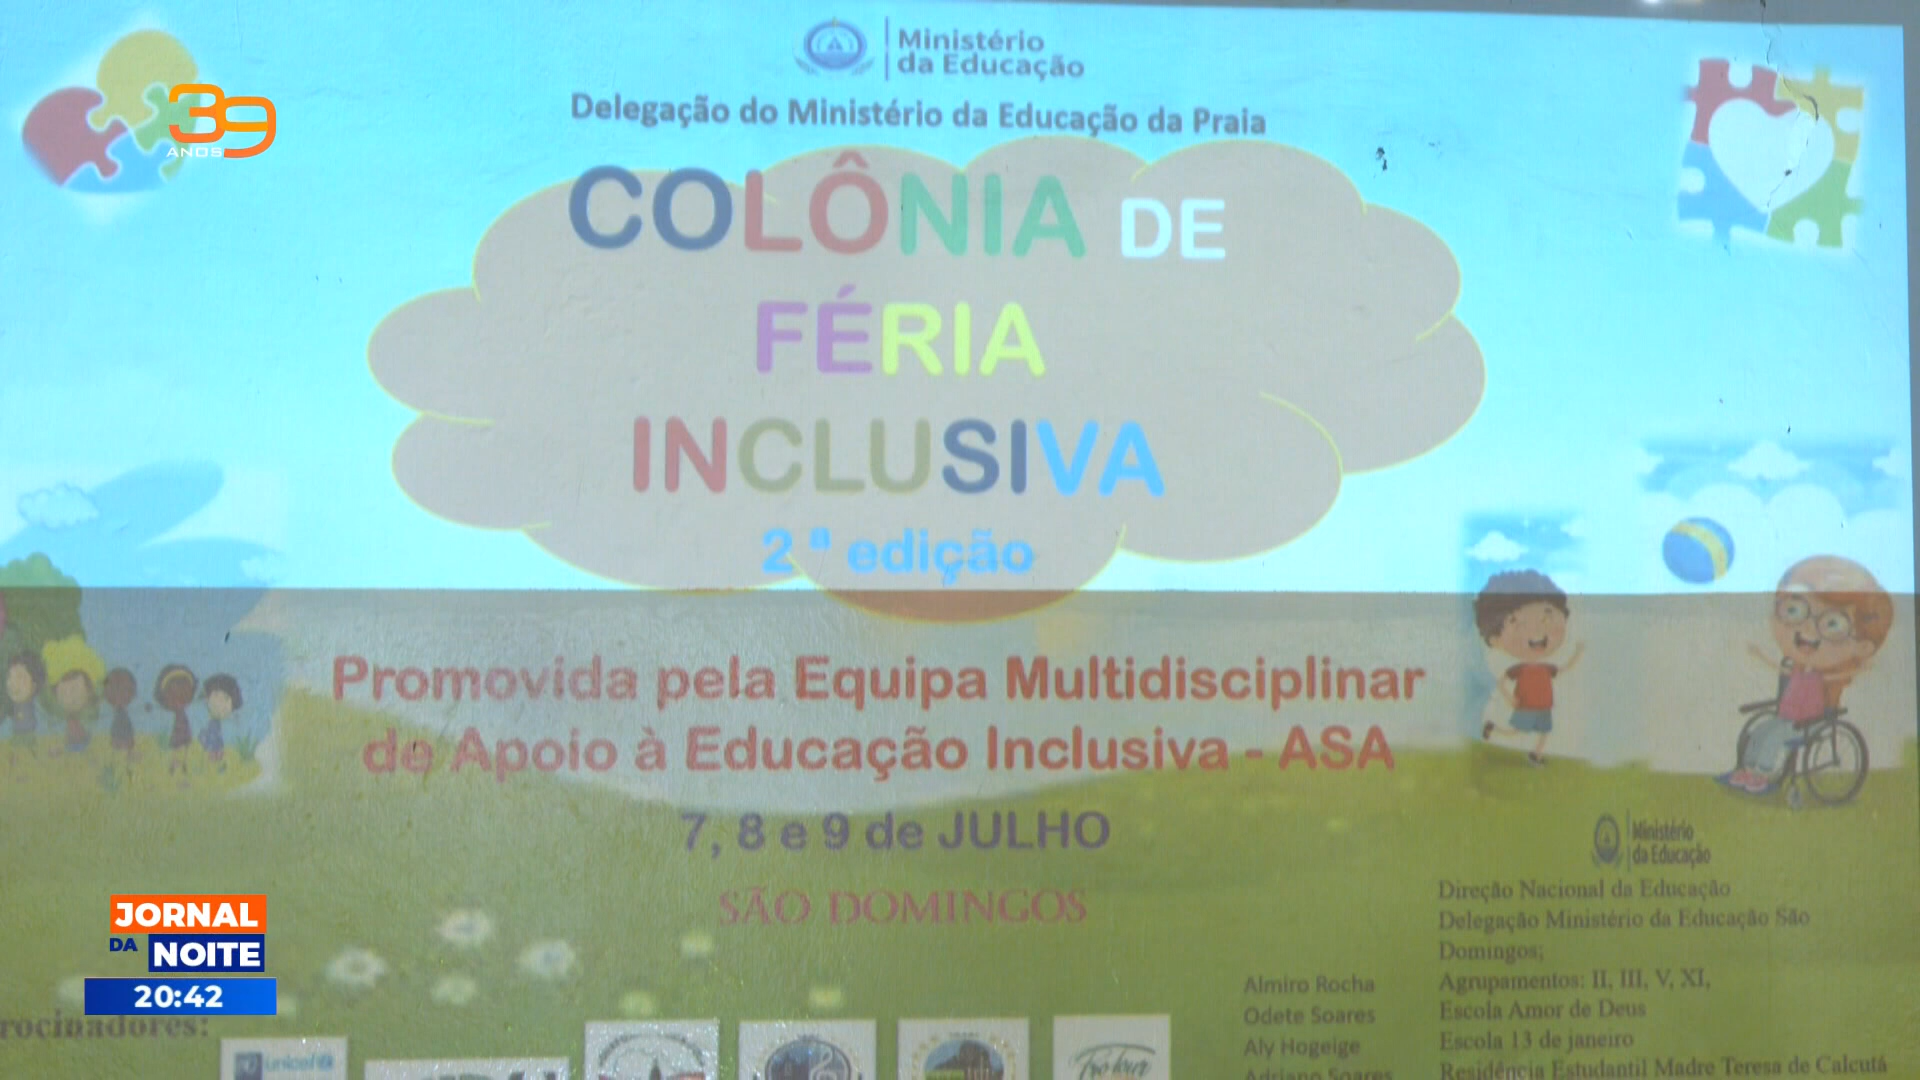 Ministério
da Educação
Delegação do Ministério da Educação da Praia
39
ANOS
COLÔNIA DE
FÉRIA
INCLUSIVA
2ª edição
Promovida pela Equipa Multidisciplinar
de Apoio à Educação Inclusiva - ASA
7, 8 e 9 de JULHO
SÃO DOMINGOS
Ministério
da Educação
Direção Nacional da Educação
Delegação Ministério da Educação São
Domingos;
Agrupamentos: II, III, V, XI,
Escola Amor de Deus
Escola 13 de janeiro
Residência Estudantil Madre Teresa de Calcutá
Almiro Rocha
Odete Soares
Aly Hogeige
Adriano Soares
rocinadores:
unicef
JORNAL
DA NOITE
20:42